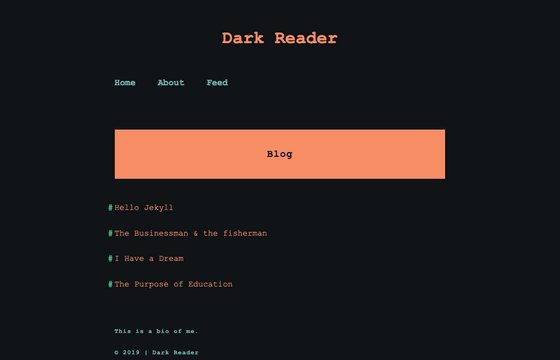 Dark Reader
Home About Feed
Blog
#Hello Jekyll
#The Businessman & the fisherman
#I Have a Dream
#The Purpose of Education
This is a bio of me.
© 2019 | Dark Reader